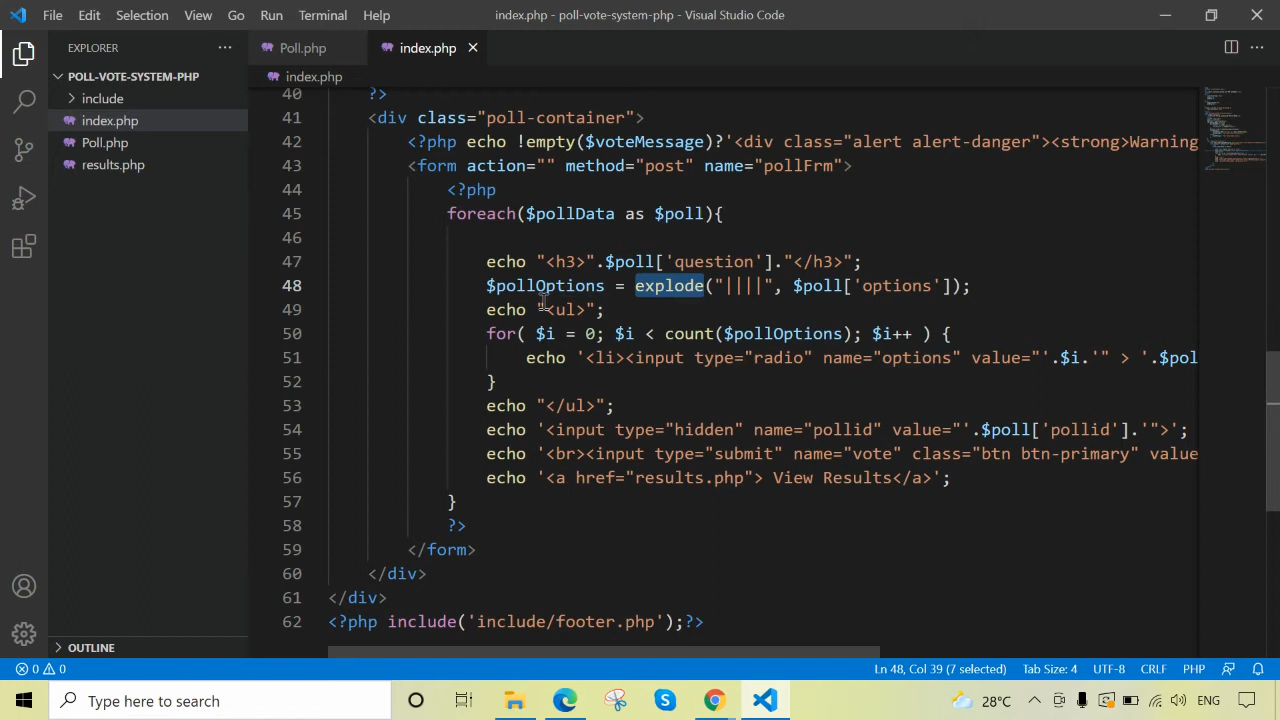 File Edit Selection View Go Run Terminal Help index.php - poll-vote-system-php - Visual Studio Code
EXPLORER
Poll.php index.php
POLL-VOTE-SYSTEM-PHP
include
index.php
Poll.php
results.php
index.php
40 ?>
41 <div class="poll-container">
42 <?php echo !empty($voteMessage)?'<div class="alert alert-danger"><strong>Warning
43 <form action="" method="post" name="pollFrm">
44 <?php
45 foreach($pollData as $poll){
46
47 echo "<h3>".$poll['question']."</h3>";
48 $pollOptions = explode("||||", $poll['options']);
49 echo "<ul>";
50 for( $i = 0; $i < count($pollOptions); $i++ ) {
51 echo '<li><input type="radio" name="options" value="'.$i.'" > '.$pol
52 }
53 echo "</ul>";
54 echo '<input type="hidden" name="pollid" value="'.$poll['pollid'].'">';
55 echo '<br><input type="submit" name="vote" class="btn btn-primary" value
56 echo '<a href="results.php"> View Results</a>';
57 }
58 ?>
59 </form>
60 </div>
61 </div>
62 <?php include('include/footer.php');?>
OUTLINE
0 0 Ln 48, Col 39 (7 selected) Tab Size: 4 UTF-8 CRLF PHP
Type here to search 28°C